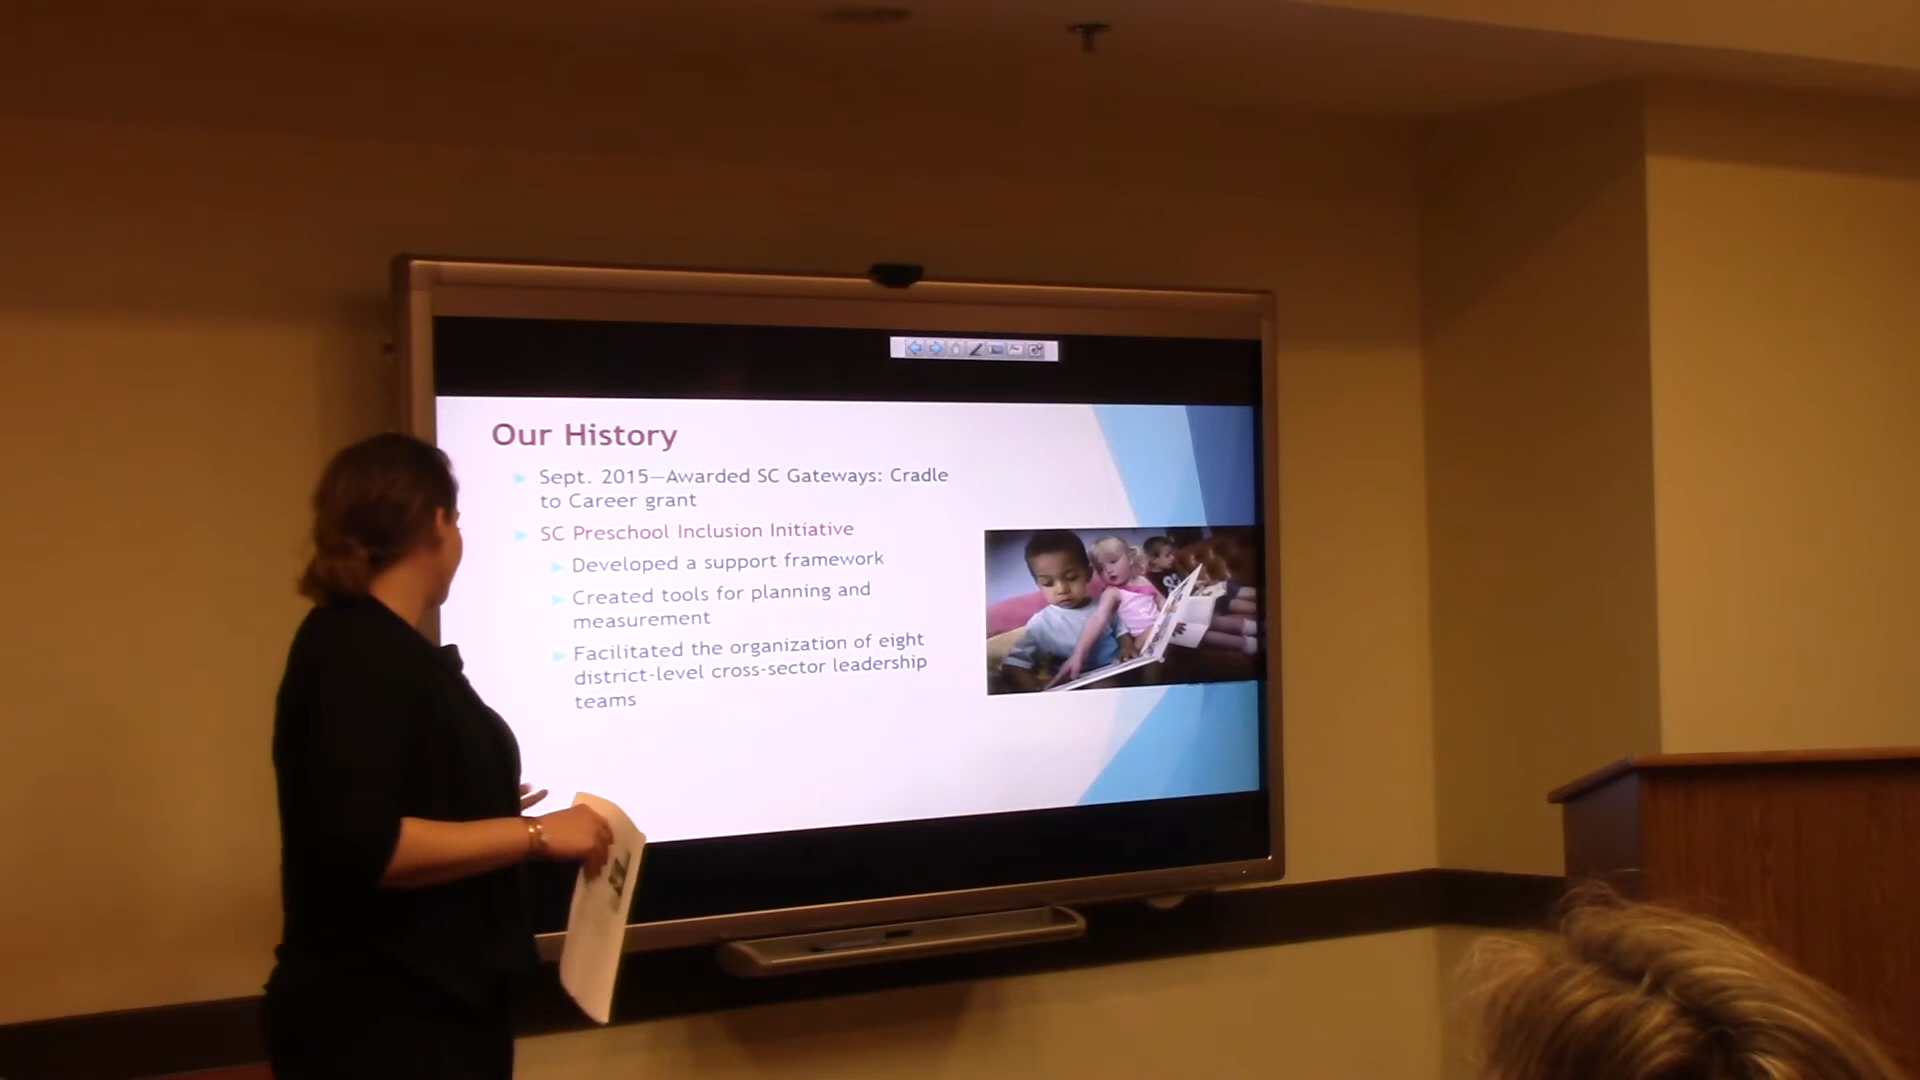 Our History
Sept. 2015—Awarded SC Gateways: Cradle
to Career grant
SC Preschool Inclusion Initiative
Developed a support framework
Created tools for planning and
measurement
Facilitated the organization of eight
district-level cross-sector leadership
teams